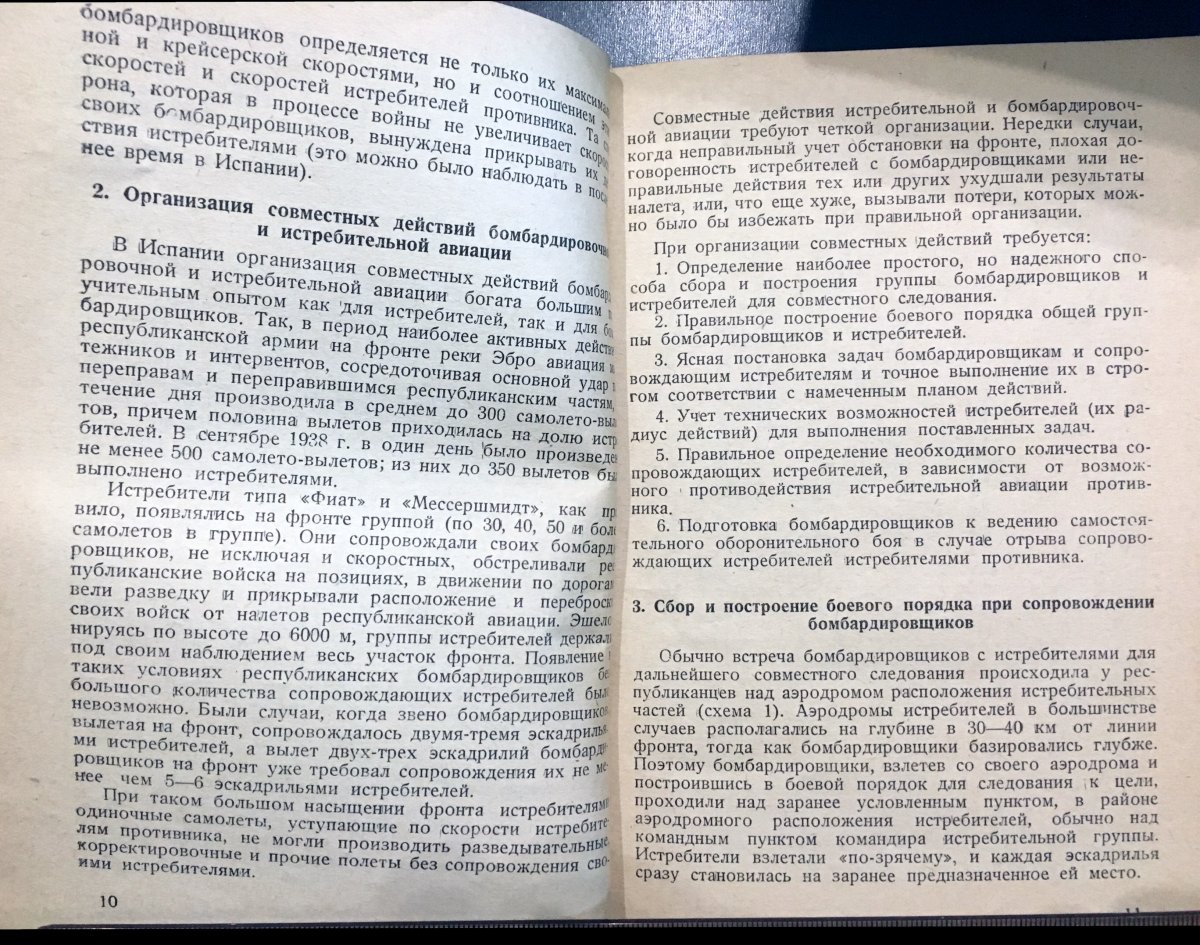 бомбардировщиков определяется не только их максималь
ной и крейсерской скоростями, но и соотношением этих
скоростей и скоростей истребителей противника. Та сто
рона, которая в процессе войны не увеличивает скорос
своих бомбардировщиков, вынуждена прикрывать их
ствия истребителями (это можно было наблюдать в пос
нее время в Испании).
2. Организация совместных действий бомбардировочн
и истребительной авиации
В Испании организация совместных действий бомбар
ровочной и истребительной авиации богата большим
учительным опытом как для истребителей, так и для бо
бардировщиков. Так, в период наиболее активных действ
республиканской армии на фронте реки Эбро авиация
тежников и интервентов, сосредоточивая основной удар
переправам и переправившимся республиканским частям,
течение дня производила в среднем до 300 самолето-выл
тов, причем половина вылетов приходилась на долю истр
бителей. В сентябре 1938 г. в один день было произведе
не менее 500 самолето-вылетов; из них до 350 вылетов бы
выполнено истребителями.
Истребители типа «Фиат» и «Мессершмидт», как пр
вило, появлялись на фронте группой (по 30, 40, 50 и боле
самолетов в группе). Они сопровождали своих бомбарди
ровщиков, не исключая и скоростных, обстреливали рес
публиканские войска на позициях, в движении по дорогам
вели разведку и прикрывали расположение и переброск
своих войск от налетов республиканской авиации. Эшело
нируясь по высоте до 6000 м, группы истребителей держали
под своим наблюдением весь участок фронта. Появление
таких условиях республиканских бомбардировщиков бе
большого количества сопровождающих истребителей было
невозможно. Были случаи, когда звено бомбардировщиков,
вылетая на фронт, сопровождалось двумя-тремя эскадрилья-
ми истребителей, а вылет двух-трех эскадрилий бомбарди-
ровщиков на фронт уже требовал сопровождения их не ме-
нее чем 5—6 эскадрильями истребителей.
При таком большом насыщении фронта истребителями
одиночные самолеты, уступающие по скорости истребите-
лям противника, не могли производить разведывательные,
корректировочные и прочие полеты без сопровождения сво-
ими истребителями.
10
Совместные действия истребительной и бомбардировоч-
ной авиации требуют четкой организации. Нередки случаи,
когда неправильный учет обстановки на фронте, плохая до-
говоренность истребителей с бомбардировщиками или не-
правильные действия тех или других ухудшали результаты
налета, или, что еще хуже, вызывали потери, которых мож-
но было бы избежать при правильной организации.
При организации совместных действий требуется:
1. Определение наиболее простого, но надежного спо-
соба сбора и построения группы бомбардировщиков и
истребителей для совместного следования.
2. Правильное построение боевого порядка общей груп-
пы бомбардировщиков и истребителей.
3. Ясная постановка задач бомбардировщикам и сопро-
вождающим истребителям и точное выполнение их в стро-
гом соответствии с намеченным планом действий.
4. Учет технических возможностей истребителей (их ра-
диус действий) для выполнения поставленных задач.
5. Правильное определение необходимого количества со-
провождающих истребителей, в зависимости от возмож-
ного противодействия истребительной авиации против-
ника.
6. Подготовка бомбардировщиков к ведению самостоя-
тельного оборонительного боя в случае отрыва сопрово-
ждающих истребителей истребителями противника.
3. Сбор и построение боевого порядка при сопровождении
бомбардировщиков
Обычно встреча бомбардировщиков с истребителями для
дальнейшего совместного следования происходила у рес-
публиканцев над аэродромом расположения истребительных
частей (схема 1). Аэродромы истребителей в большинстве
случаев располагались на глубине в 30—40 км от линии
фронта, тогда как бомбардировщики базировались глубже.
Поэтому бомбардировщики, взлетев со своего аэродрома и
построившись в боевой порядок для следования к цели,
проходили над заранее условленным пунктом, в районе
аэродромного расположения истребителей, обычно над
командным пунктом командира истребительной группы.
Истребители взлетали «по-зрячему», и каждая эскадрилья
сразу становилась на заранее предназначенное ей место.